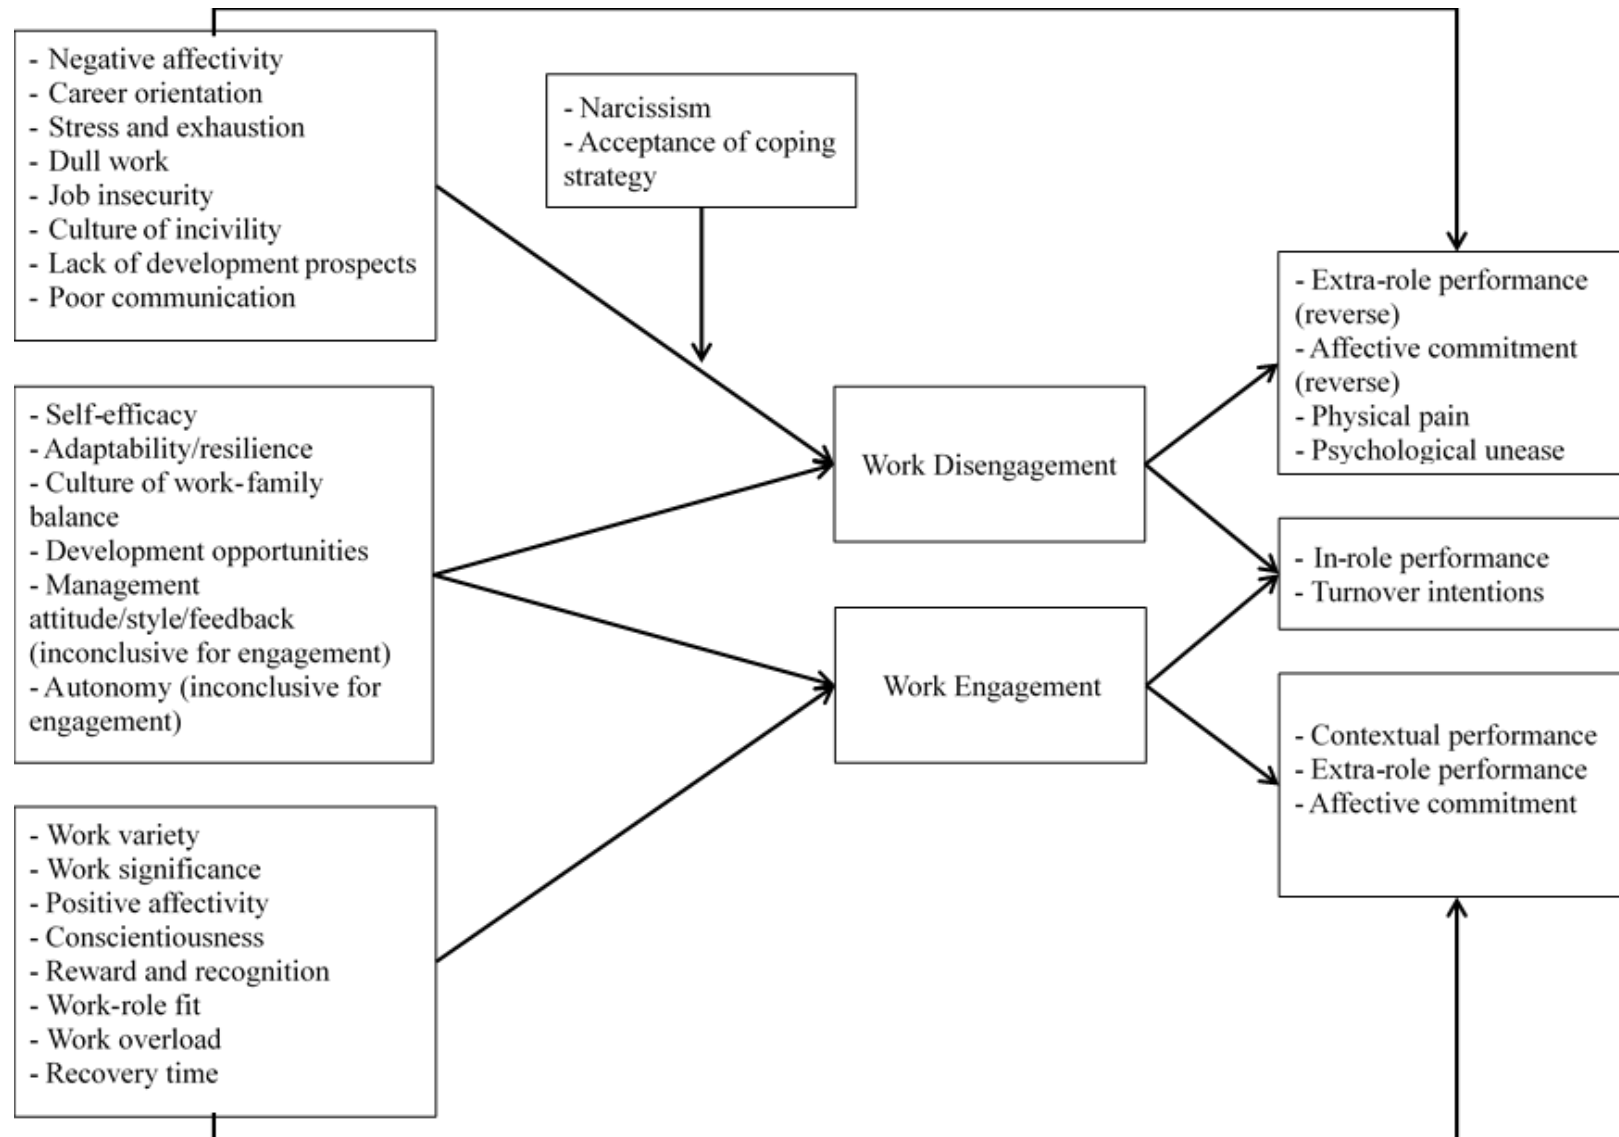 - Negative affectivity
- Career orientation
- Stress and exhaustion
- Dull work
- Job insecurity
- Culture of incivility
- Lack of development prospects
- Poor communication
- Narcissism
- Acceptance of coping
strategy
- Self-efficacy
- Adaptability/resilience
- Culture of work-family
balance
- Development opportunities
- Management
attitude/style/feedback
(inconclusive for engagement)
- Autonomy (inconclusive for
engagement)
- Work variety
- Work significance
- Positive affectivity
- Conscientiousness
- Reward and recognition
- Work-role fit
- Work overload
- Recovery time
Work Disengagement
Work Engagement
- Extra-role performance
(reverse)
- Affective commitment
(reverse)
- Physical pain
- Psychological unease
- In-role performance
- Turnover intentions
- Contextual performance
- Extra-role performance
- Affective commitment